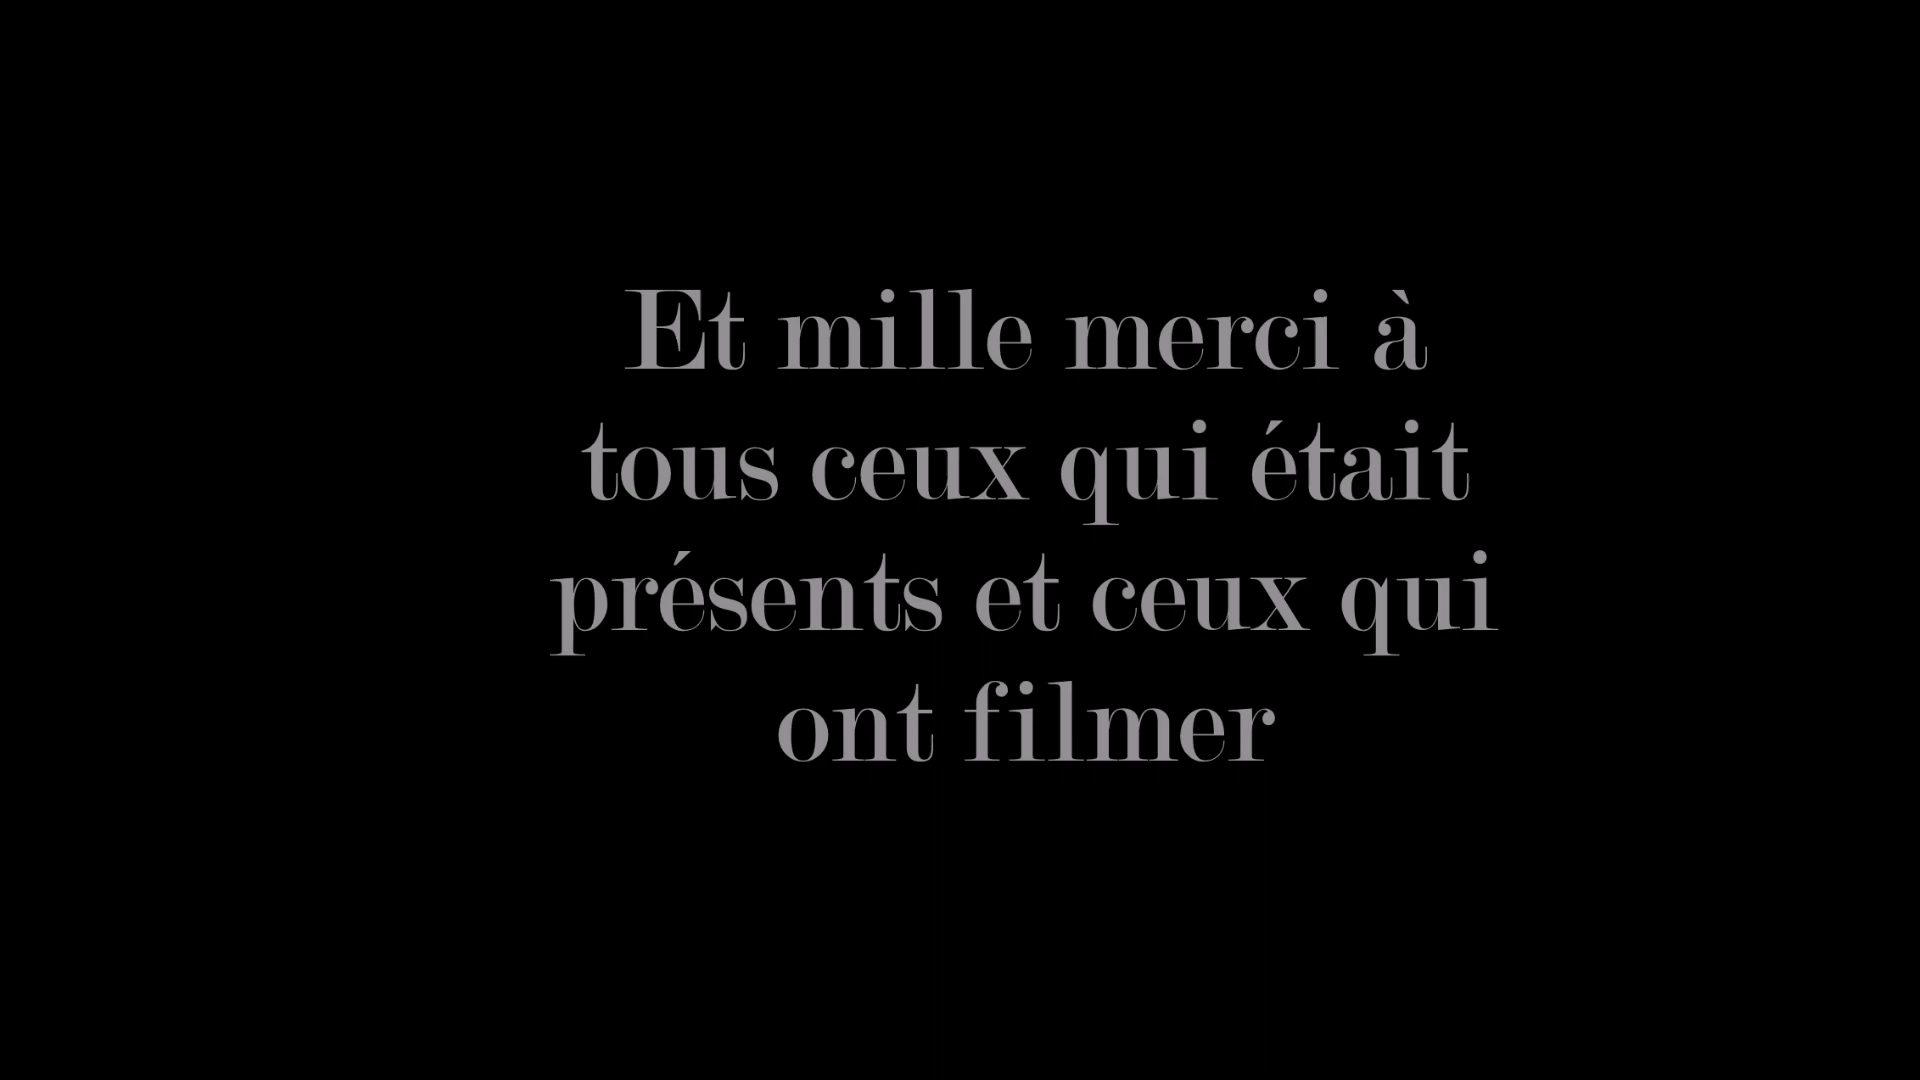 Et mille merci à
tous ceux qui était
présents et ceux qui
ont filmer